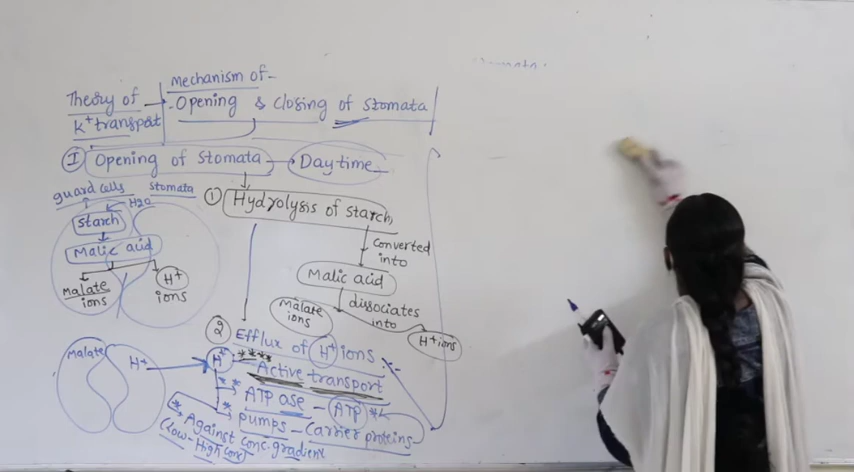 Theory of
K+ transport
Mechanism of-
Opening & closing of stomata
I Opening of stomata
Daytime
guard cells
stomata
H2O
starch
Malic acid
Malate
ions
H+
ions
① Hydrolysis of starch,
converted
into
Malic acid
dissociates
into
Malate
ions
H+ ions
② Efflux of H+ ions
Malate
H+
H+
**** Active transport
** ATP ase - ATP *
* pumps - carrier proteins
* Against conc. gradient
(low - High conc)